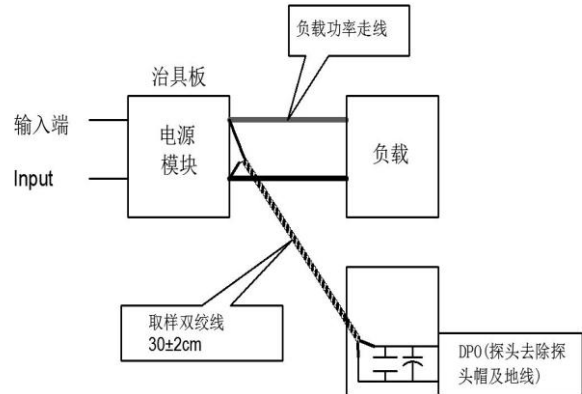 负载功率走线
治具板
输入端
Input
电源
模块
负载
取样双绞线
30±2cm
DPO(探头去除探
头帽及地线)